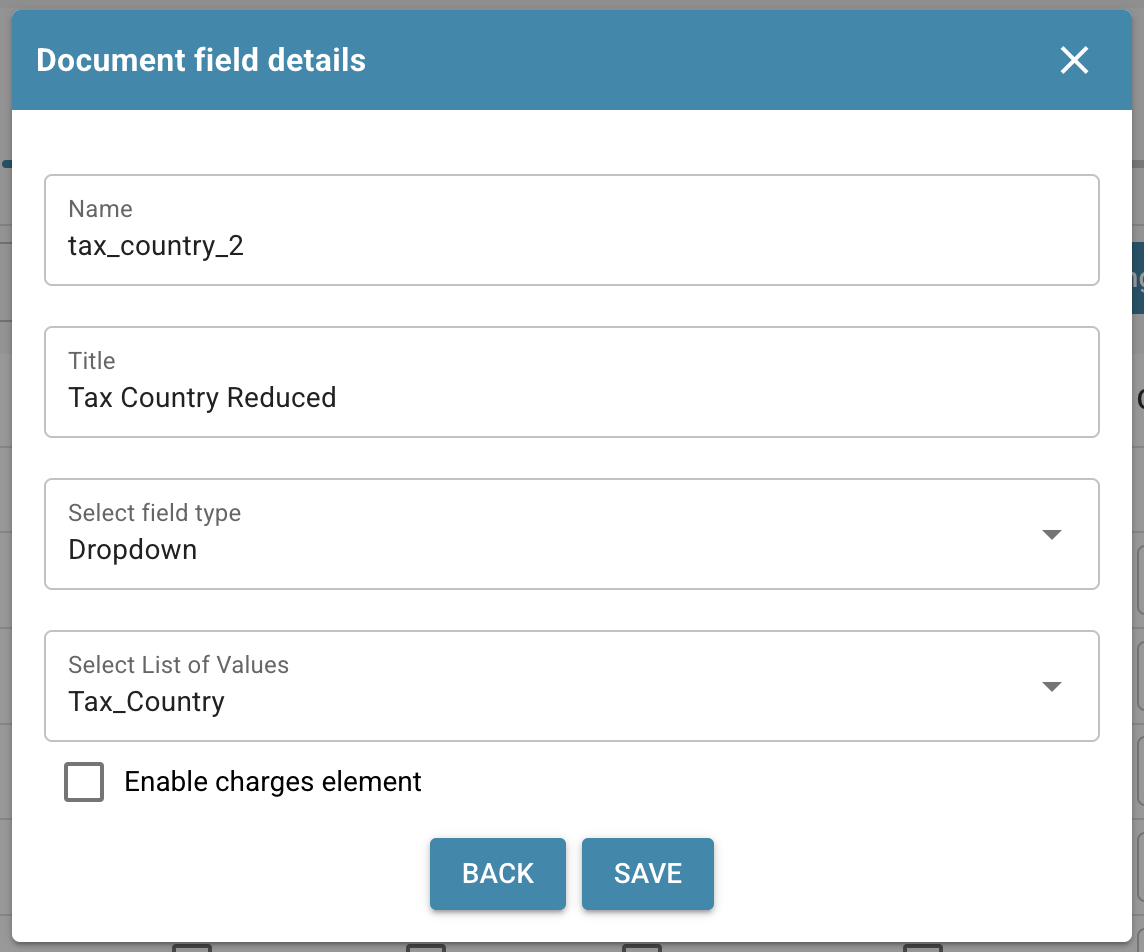 Document field details
Name
tax_country_2
Title
Tax Country Reduced
Select field type
Dropdown
Select List of Values
Tax_Country
Enable charges element
BACK SAVE